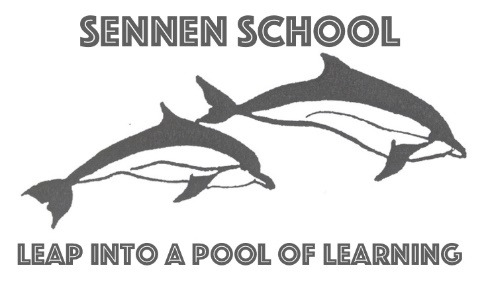 SENNEN SCHOOL
LEAP INTO A POOL OF LEARNING